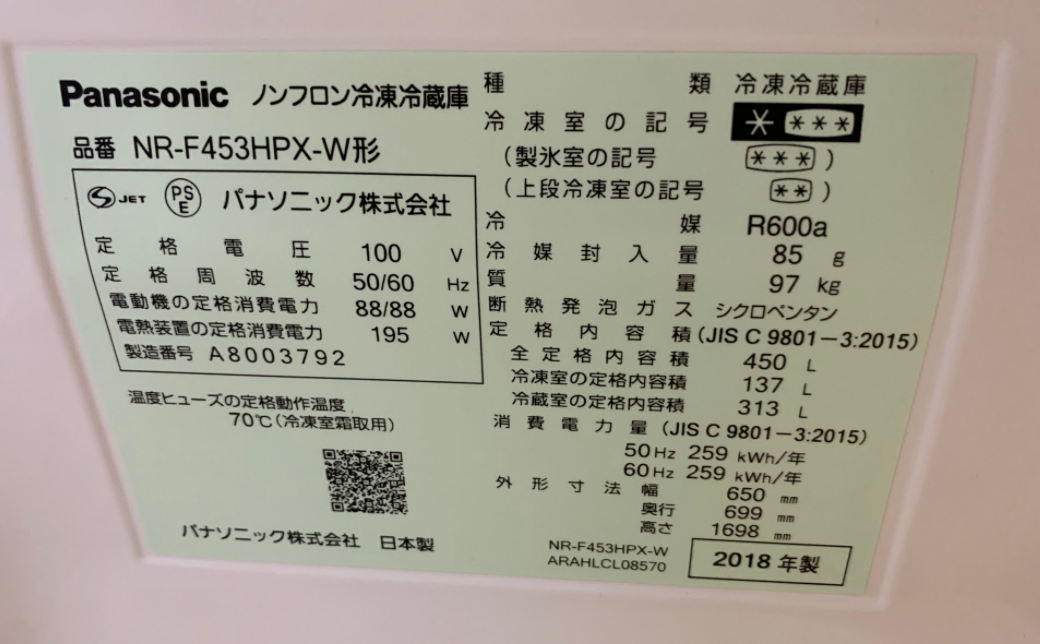 Panasonic ノンフロン冷凍冷蔵庫
品番 NR-F453HPX-W形
S JET PSE パナソニック株式会社
定格電圧 100 V
定格周波数 50/60 Hz
電動機の定格消費電力 88/88 W
電熱装置の定格消費電力 195 W
製造番号 A8003792
温度ヒューズの定格動作温度
70℃(冷凍室霜取用)
パナソニック株式会社 日本製
種類 冷凍冷蔵庫
冷凍室の記号 * ***
(製氷室の記号 ***)
(上段冷凍室の記号 **)
冷媒 R600a
冷媒封入量 85 g
質量 97 kg
断熱発泡ガス シクロペンタン
定格内容積 (JIS C 9801-3:2015)
全定格内容積 450 L
冷凍室の定格内容積 137 L
冷蔵室の定格内容積 313 L
消費電力量 (JIS C 9801-3:2015)
50Hz 259 kWh/年
60Hz 259 kWh/年
外形寸法 幅 650 mm
奥行 699 mm
高さ 1698 mm
NR-F453HPX-W
ARAHLCL08570
2018年製